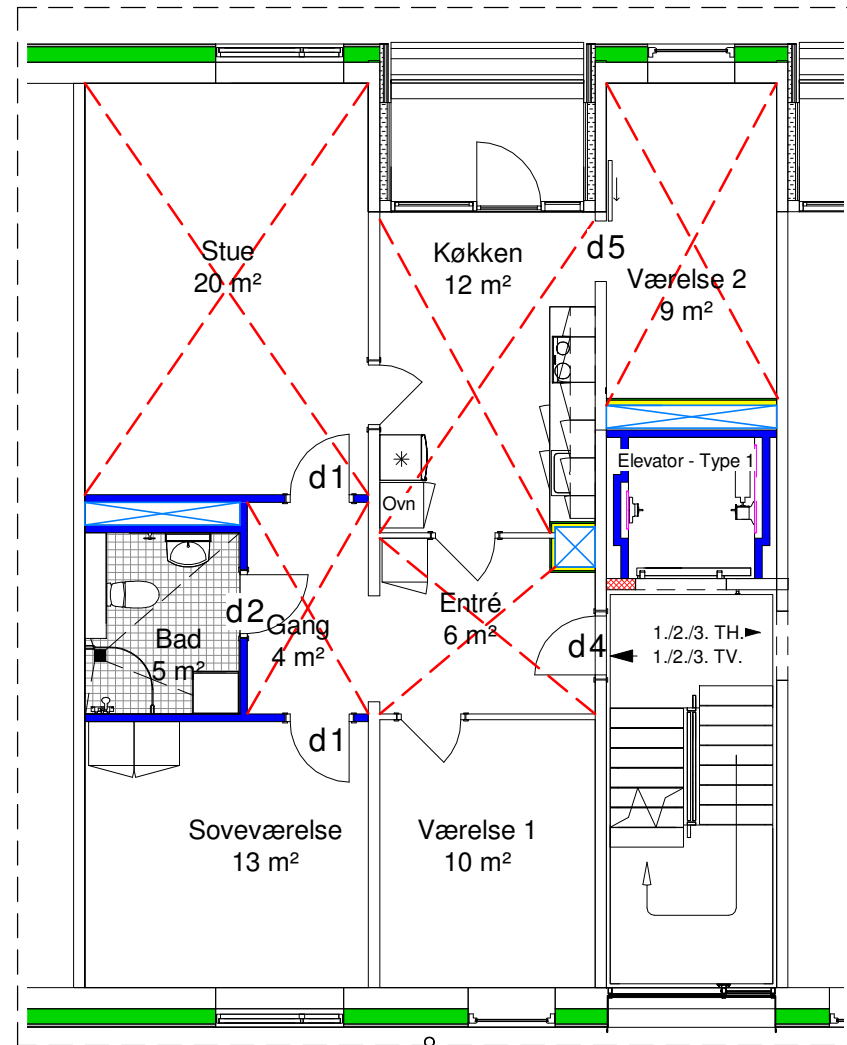 Stue
20 m²
Køkken
12 m²
d5
Værelse 2
9 m²
d1
Ovn
Elevator - Type 1
d2
Bad
5 m²
Gang
4 m²
Entré
6 m²
d4
1./2./3. TH.
1./2./3. TV.
d1
Soveværelse
13 m²
Værelse 1
10 m²